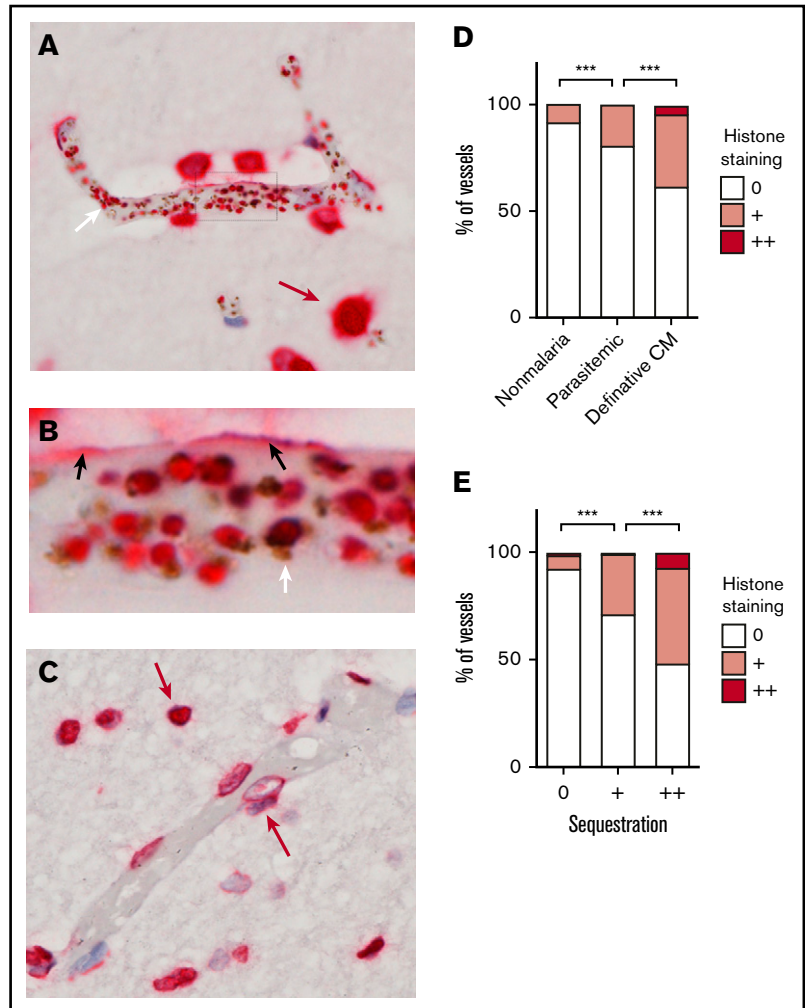 A
B
C
D
*** ***
100
50
0
% of vessels
Nonmalaria
Parasitemic
Definative CM
Histone
staining
0
+
++
E
*** ***
100
50
0
% of vessels
0 + ++
Sequestration
Histone
staining
0
+
++